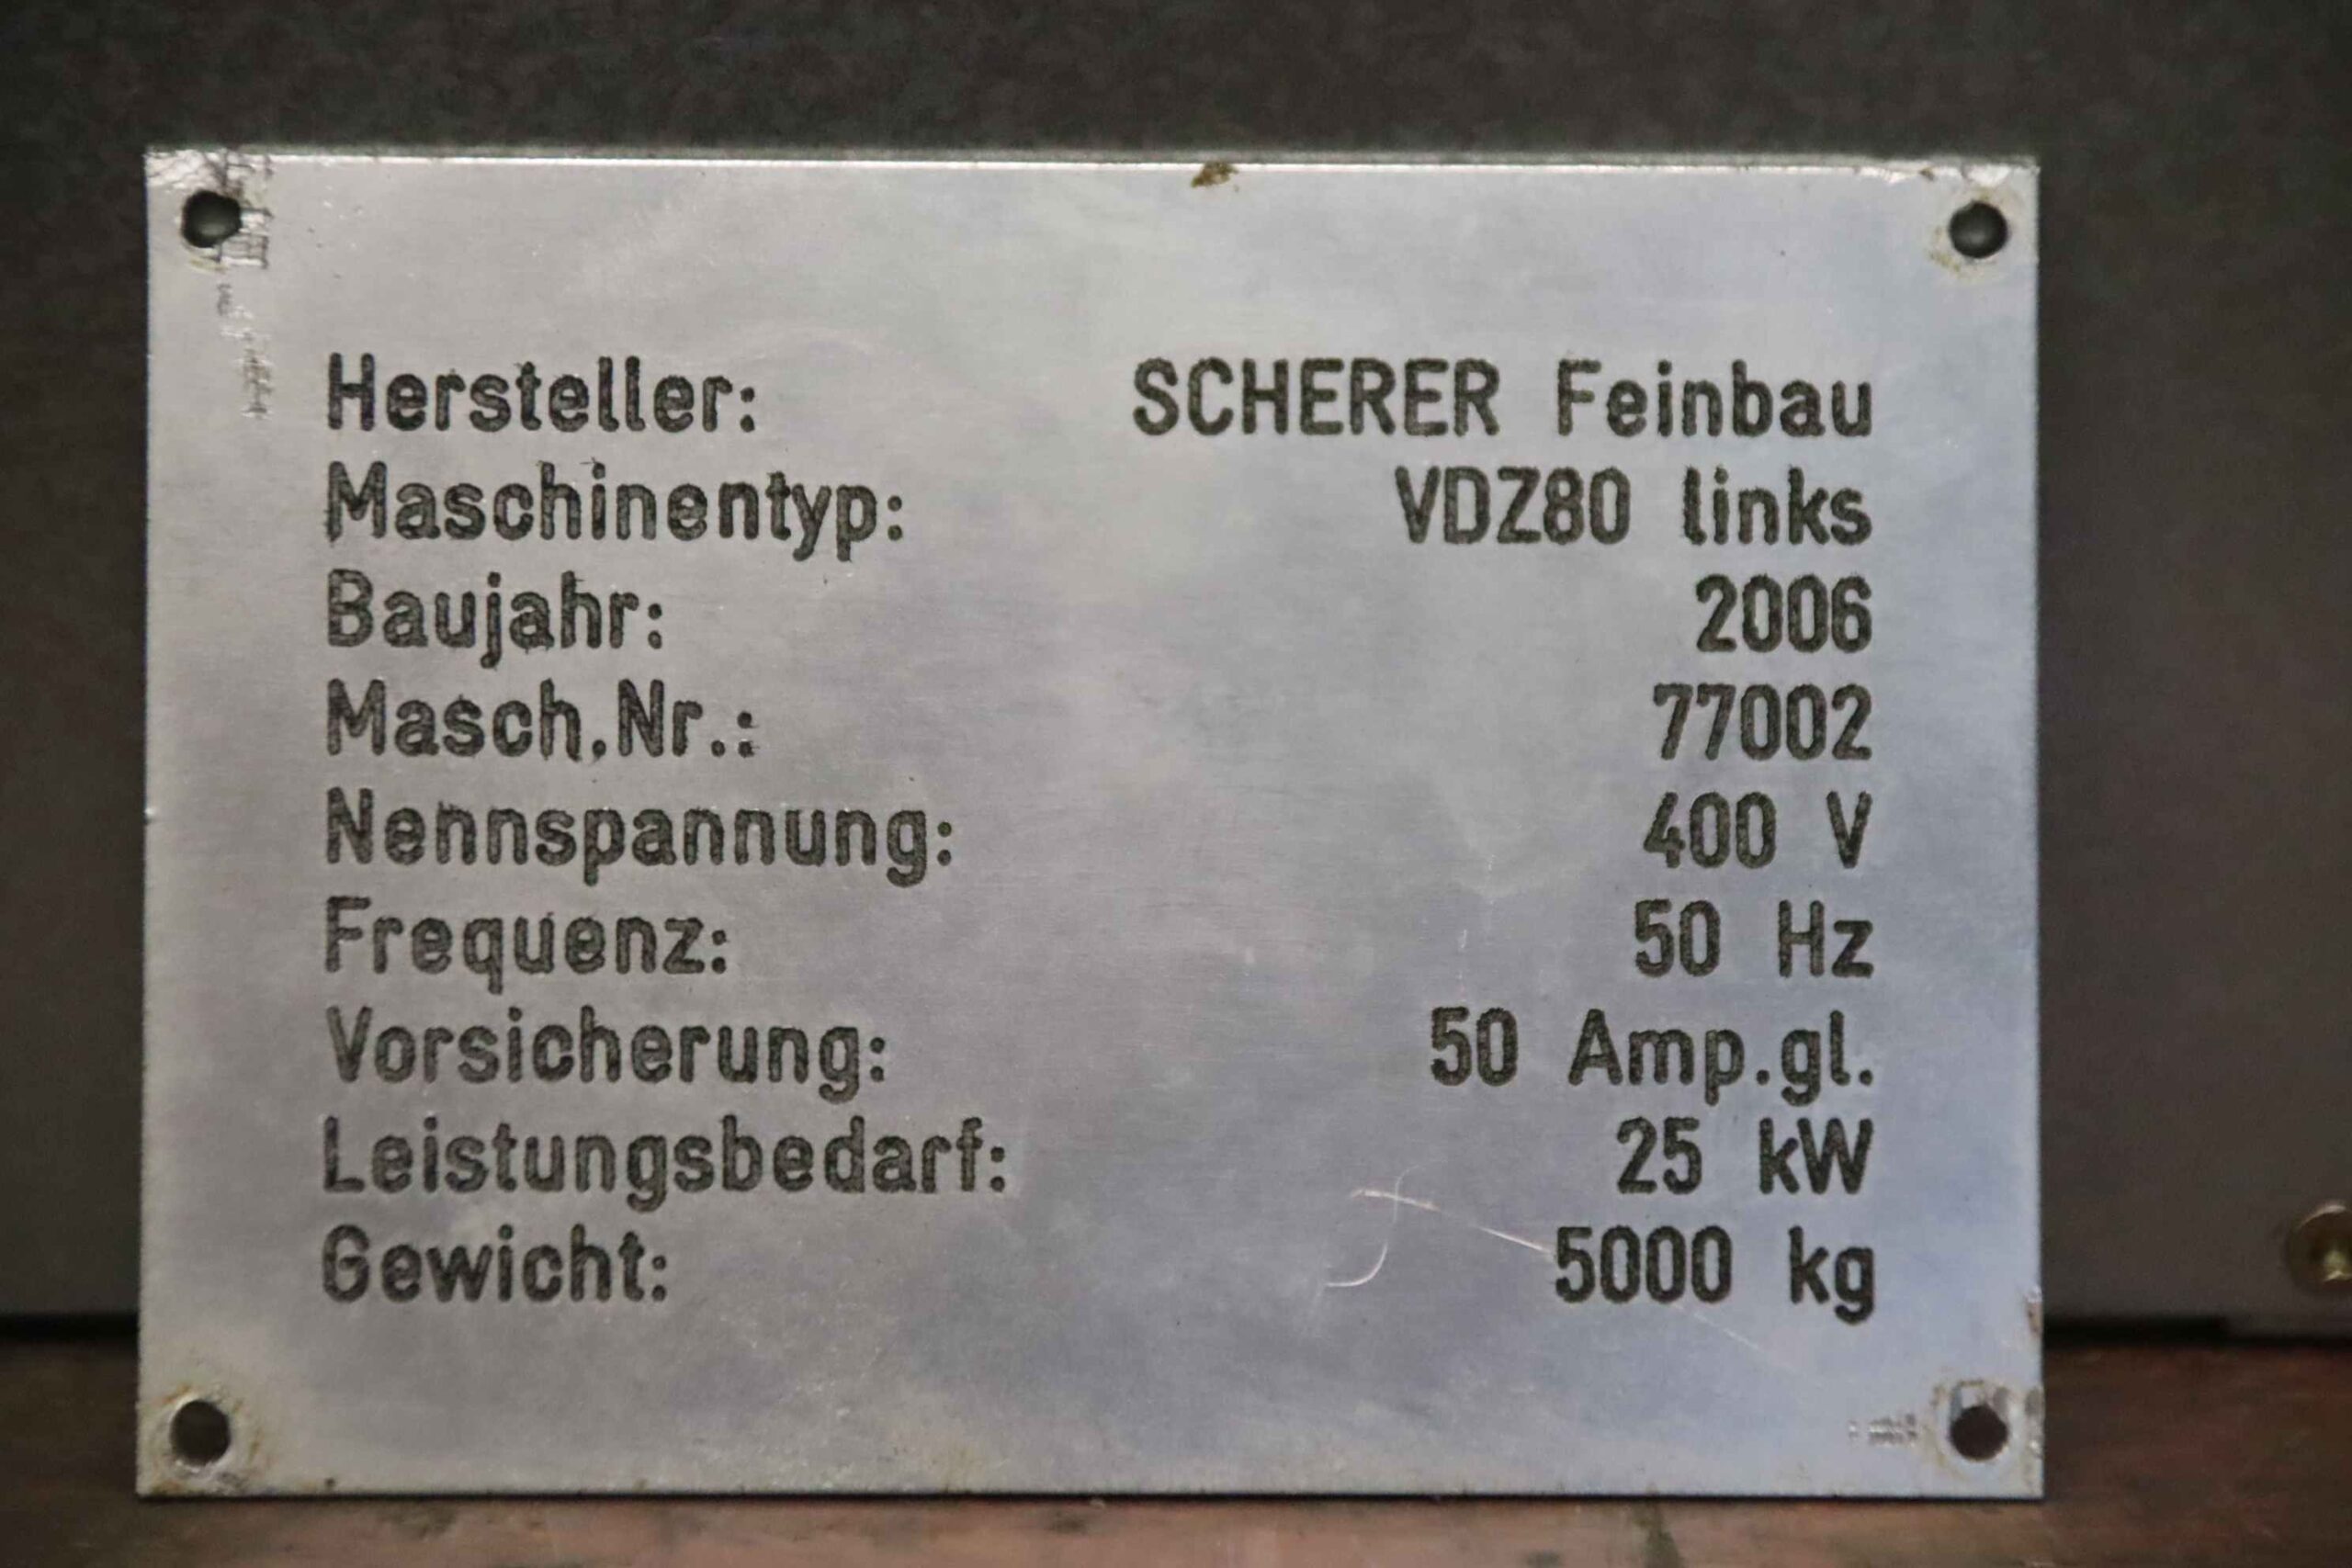 Hersteller: SCHERER Feinbau
Maschinentyp: VDZ80 links
Baujahr: 2006
Masch.Nr.: 77002
Nennspannung: 400 V
Frequenz: 50 Hz
Vorsicherung: 50 Amp.gl.
Leistungsbedarf: 25 kW
Gewicht: 5000 kg